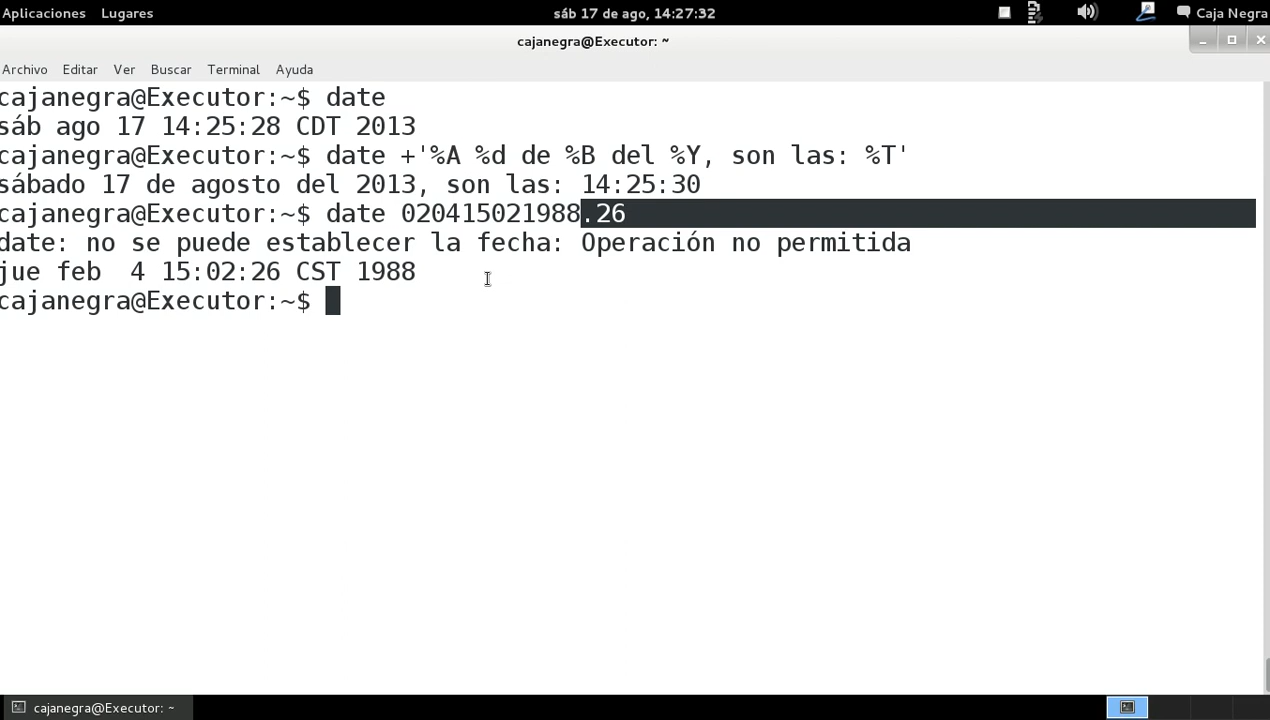 Aplicaciones Lugares sáb 17 de ago, 14:27:32 Caja Negra
cajanegra@Executor: ~
Archivo Editar Ver Buscar Terminal Ayuda
cajanegra@Executor:~$ date
sáb ago 17 14:25:28 CDT 2013
cajanegra@Executor:~$ date +'%A %d de %B del %Y, son las: %T'
sábado 17 de agosto del 2013, son las: 14:25:30
cajanegra@Executor:~$ date 020415021988.26
date: no se puede establecer la fecha: Operación no permitida
jue feb  4 15:02:26 CST 1988
cajanegra@Executor:~$
cajanegra@Executor: ~